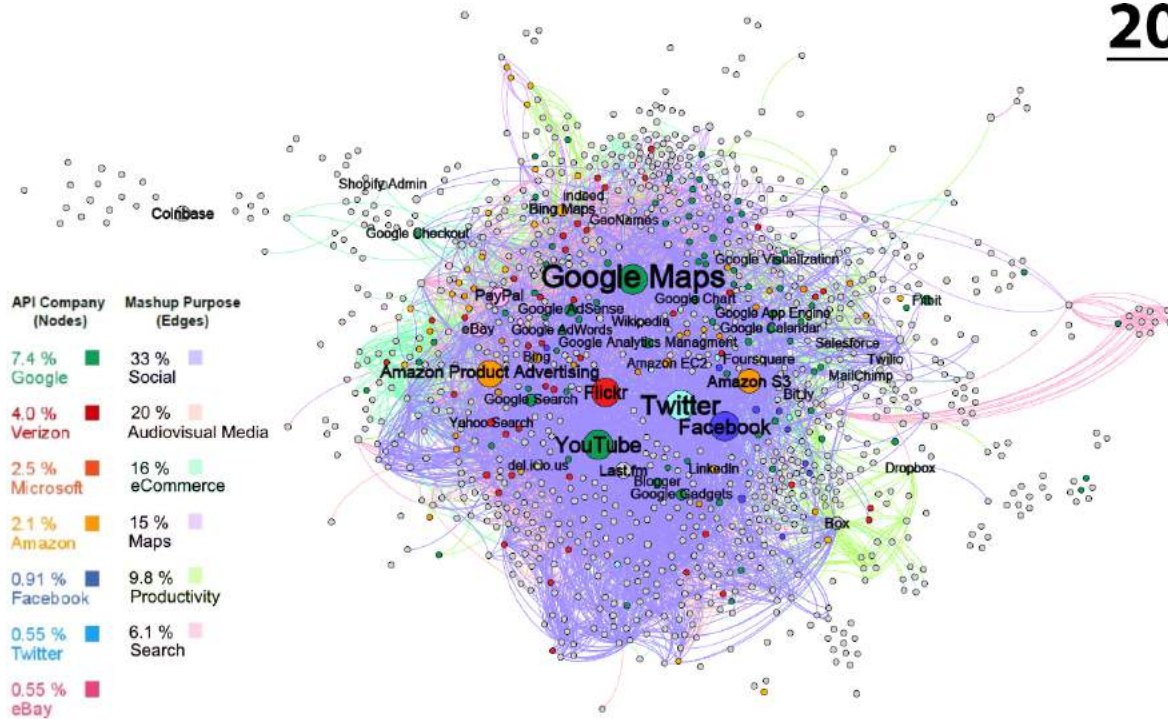 20
Shopify Admin
indeed
Coinbase
Bing Maps
GeoNames
Google Checkout
Google Visualization
Google Maps
API Company
(Nodes)
Mashup Purpose
(Edges)
PayPal
Google Chart
Fitbit
Google AdSense
Google App Engine
Wikipedia
eBay
Google AdWords
Google Calendar
Google Analytics Managment
Salesforce
7.4 %
Google
33 %
Social
Bing
Amazon EC2
Foursquare
Twilio
Amazon Product Advertising
MailChimp
Amazon S3
Flickr
Bit.ly
Google Search
Twitter
4.0 %
Verizon
20 %
Audiovisual Media
Yahoo Search
Facebook
YouTube
2.5 %
Microsoft
16 %
eCommerce
del.icio.us
Last.fm
LinkedIn
Dropbox
Blogger
Google Gadgets
2.1 %
Amazon
15 %
Maps
Box
0.91 %
Facebook
9.8 %
Productivity
0.55 %
Twitter
6.1 %
Search
0.55 %
eBay